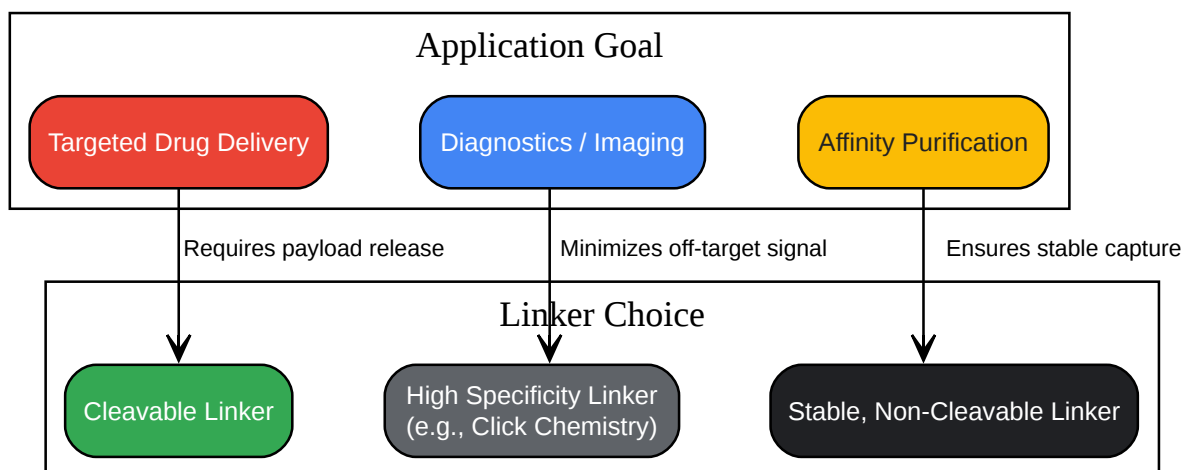 Application Goal
Targeted Drug Delivery
Diagnostics / Imaging
Affinity Purification
Requires payload release
Minimizes off-target signal
Ensures stable capture
Linker Choice
Cleavable Linker
High Specificity Linker
(e.g., Click Chemistry)
Stable, Non-Cleavable Linker